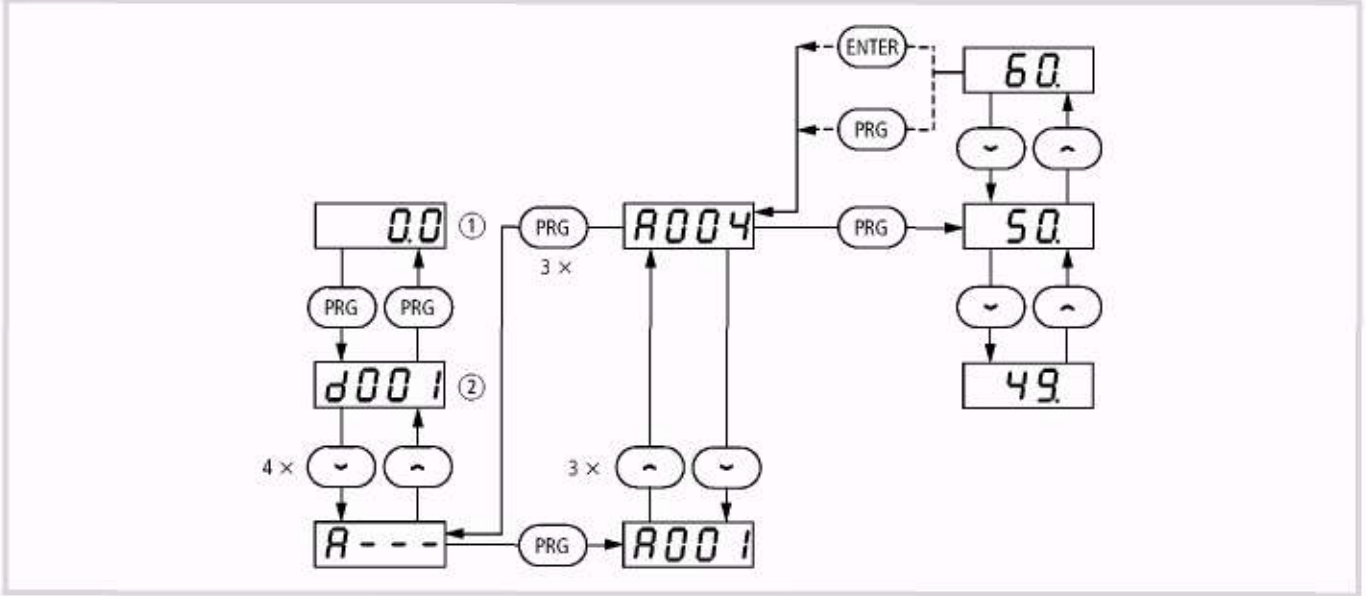 ENTER
60.
PRG
0.0 ①
PRG
A004
PRG
50.
3 ×
PRG
PRG
d001 ②
49.
4 ×
3 ×
A---
PRG
A001